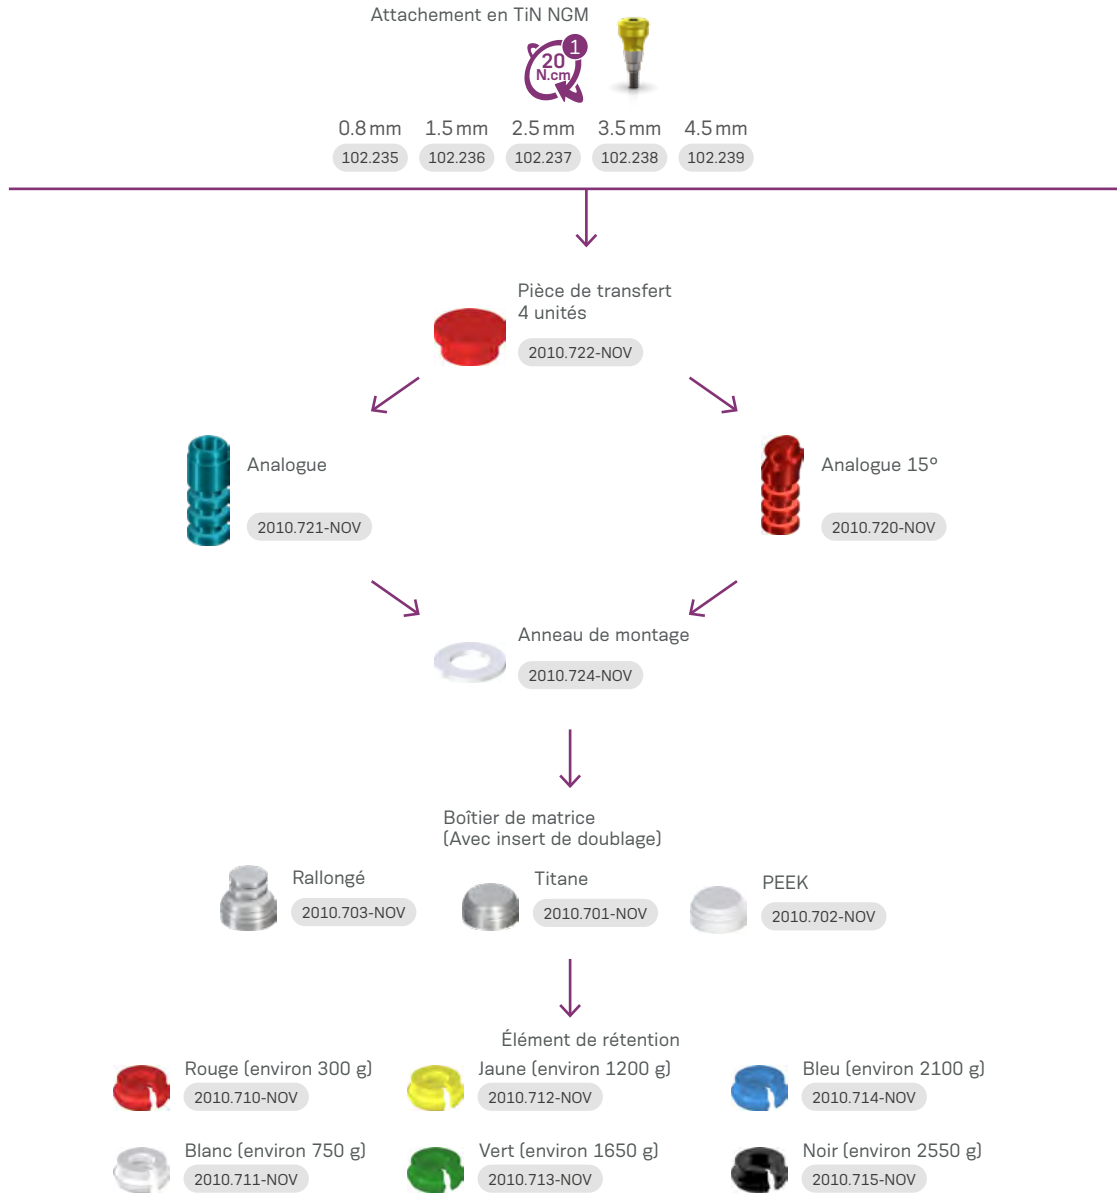 Attachement en TiN NGM
1
20
N.cm
0.8 mm 1.5 mm 2.5 mm 3.5 mm 4.5 mm
102.235 102.236 102.237 102.238 102.239
Pièce de transfert
4 unités
2010.722-NOV
Analogue
2010.721-NOV
Analogue 15°
2010.720-NOV
Anneau de montage
2010.724-NOV
Boîtier de matrice
(Avec insert de doublage)
Rallongé
2010.703-NOV
Titane
2010.701-NOV
PEEK
2010.702-NOV
Élément de rétention
Rouge (environ 300 g)
2010.710-NOV
Jaune (environ 1200 g)
2010.712-NOV
Bleu (environ 2100 g)
2010.714-NOV
Blanc (environ 750 g)
2010.711-NOV
Vert (environ 1650 g)
2010.713-NOV
Noir (environ 2550 g)
2010.715-NOV